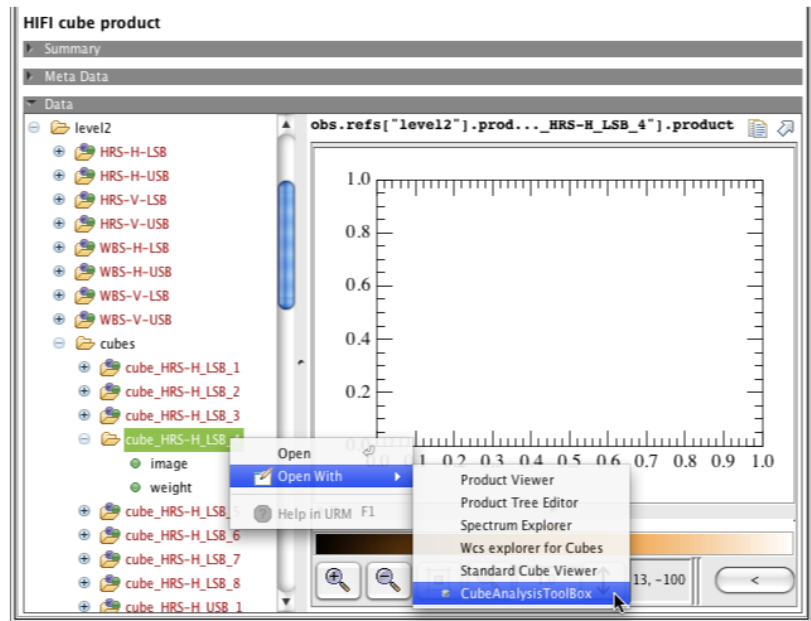 HIFI cube product
Summary
Meta Data
Data
level2
HRS-H-LSB
HRS-H-USB
HRS-V-LSB
HRS-V-USB
WBS-H-LSB
WBS-H-USB
WBS-V-LSB
WBS-V-USB
cubes
cube_HRS-H_LSB_1
cube_HRS-H_LSB_2
cube_HRS-H_LSB_3
cube_HRS-H_LSB_4
image
weight
cube_HRS-H_LSB_5
cube_HRS-H_LSB_6
cube_HRS-H_LSB_7
cube_HRS-H_LSB_8
cube_HRS-H_USB_1
obs.refs["level2"].prod..._HRS-H_LSB_4"].product
1.0
0.8
0.6
0.4
0.2
0.0
0.0 0.1 0.2 0.3 0.4 0.5 0.6 0.7 0.8 0.9 1.0
Open
Open With
Help in URM F1
Product Viewer
Product Tree Editor
Spectrum Explorer
Wcs explorer for Cubes
Standard Cube Viewer
CubeAnalysisToolBox
13, -100
<